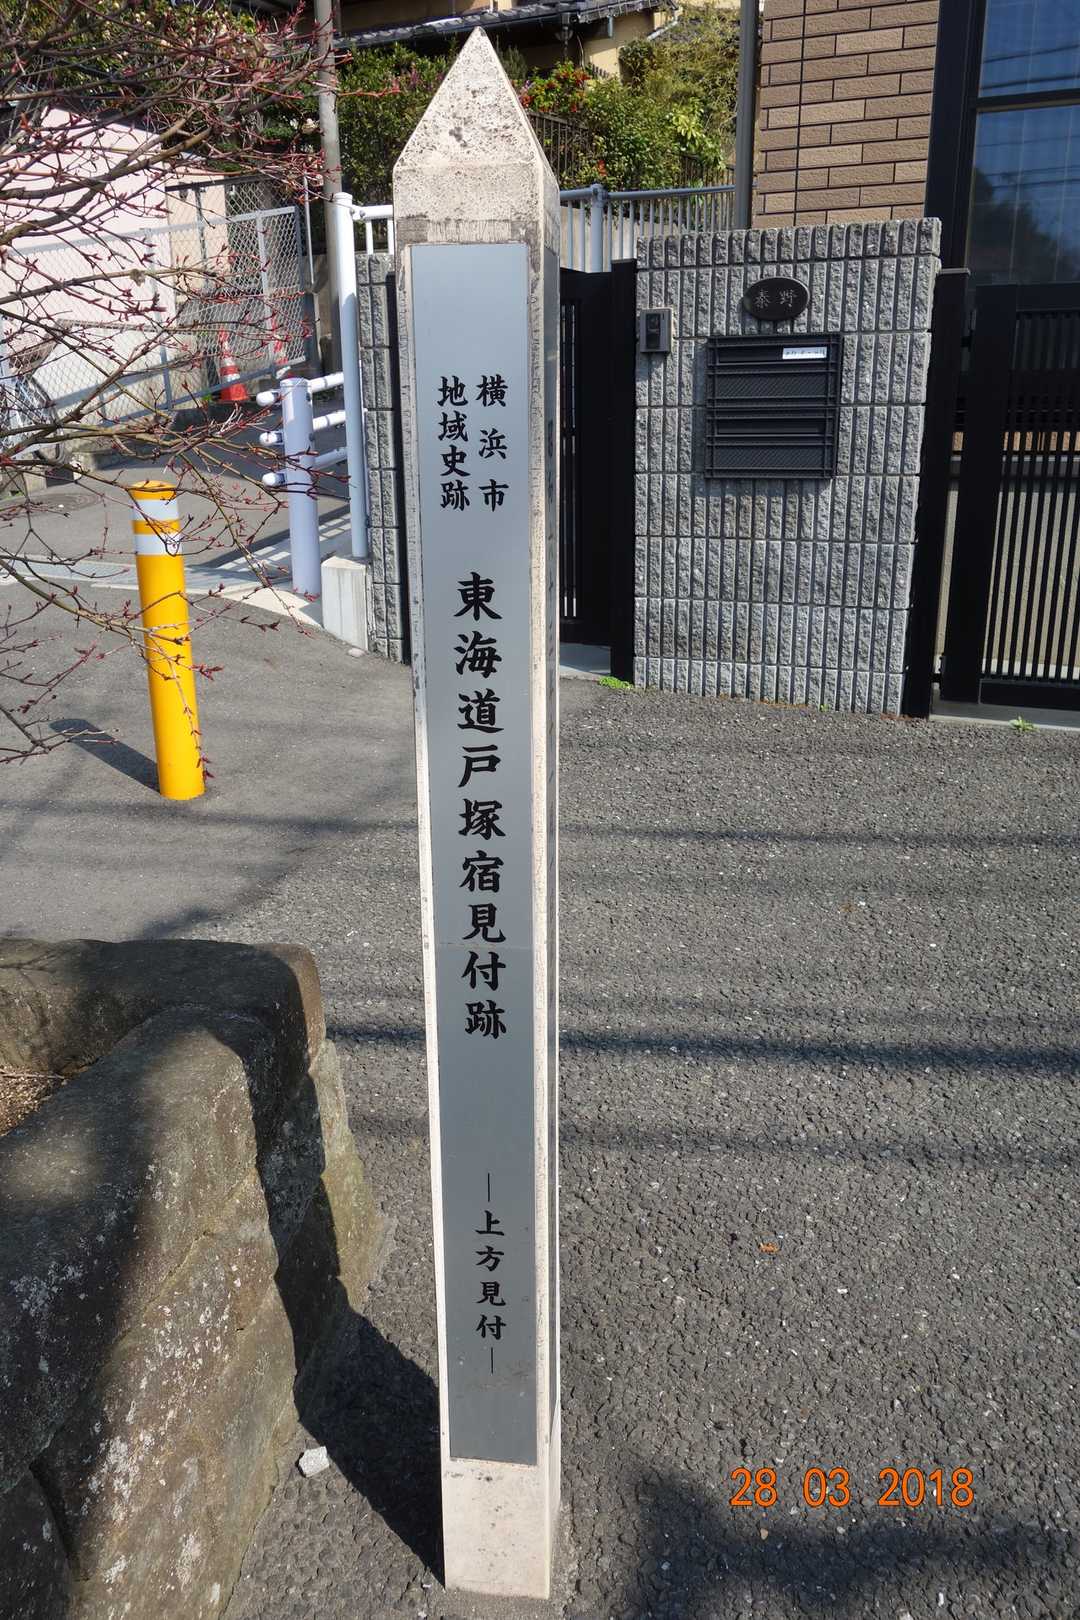 横浜市
地域史跡
東海道戸塚宿見付跡
―上方見付―
秦野
28 03 2018